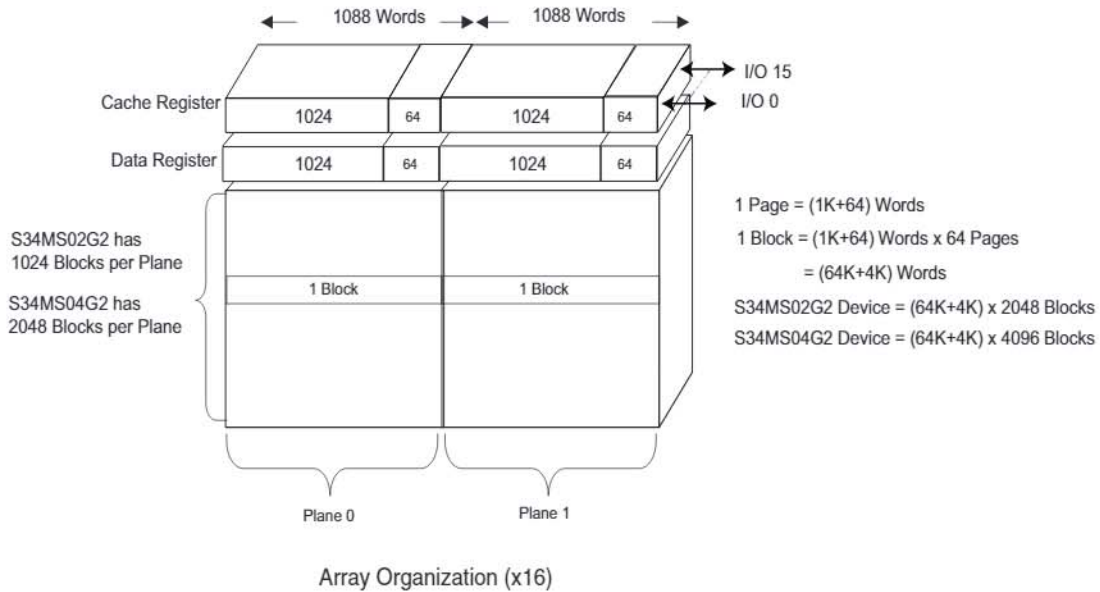 1088 Words 1088 Words
I/O 15
I/O 0
Cache Register 1024 64 1024 64
Data Register 1024 64 1024 64
1 Page = (1K+64) Words
S34MS02G2 has
1024 Blocks per Plane
1 Block = (1K+64) Words x 64 Pages
= (64K+4K) Words
S34MS04G2 has
2048 Blocks per Plane
1 Block 1 Block
S34MS02G2 Device = (64K+4K) x 2048 Blocks
S34MS04G2 Device = (64K+4K) x 4096 Blocks
Plane 0 Plane 1
Array Organization (x16)